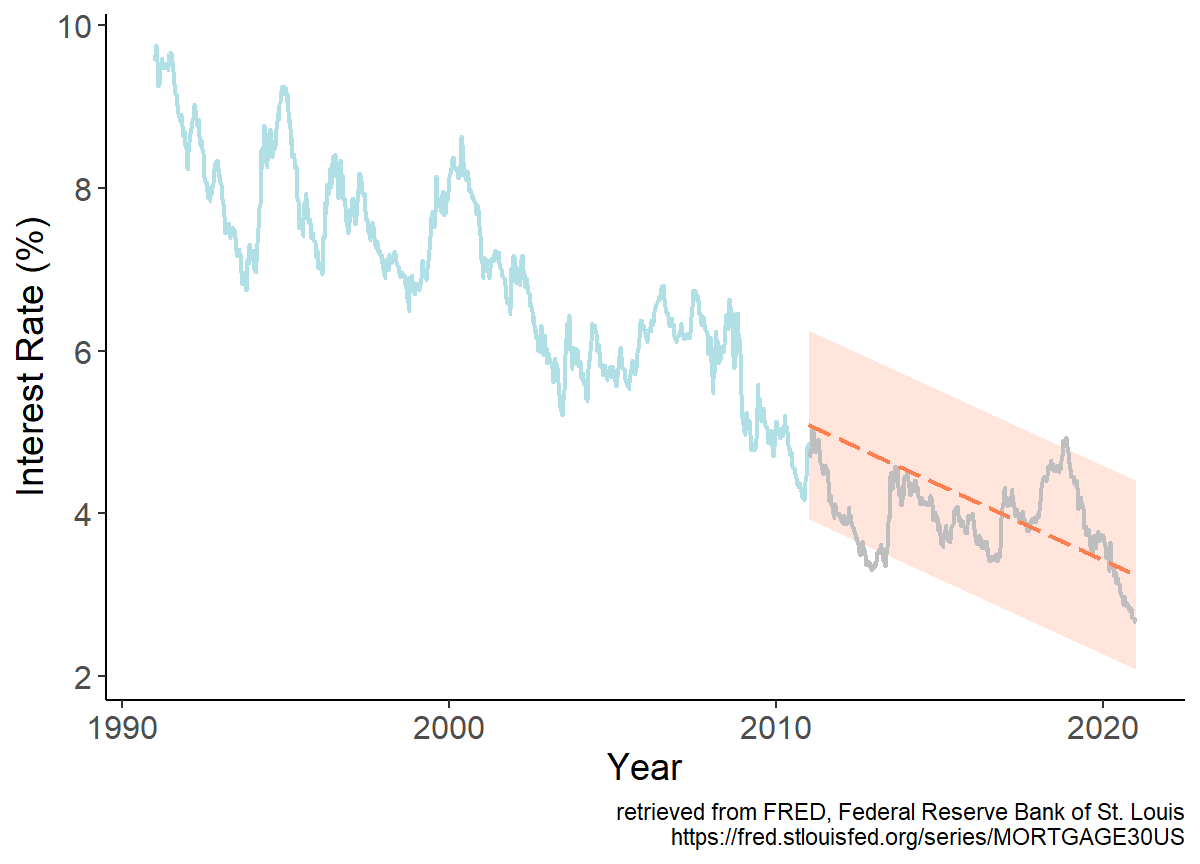 10
8
6
4
2
Interest Rate (%)
1990 2000 2010 2020
Year
retrieved from FRED, Federal Reserve Bank of St. Louis
https://fred.stlouisfed.org/series/MORTGAGE30US